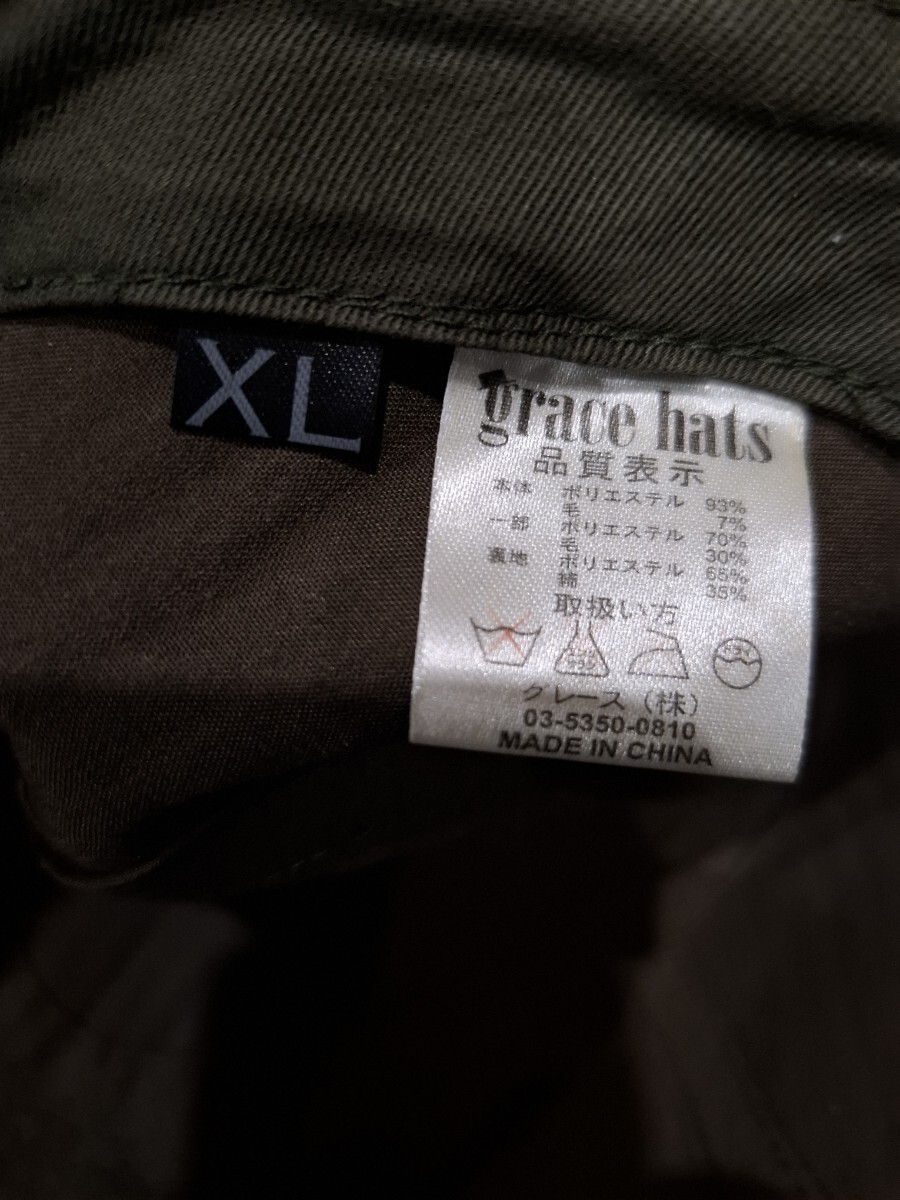 XL
grace hats
品質表示
本体 ポリエステル 93%
毛 7%
一部 ポリエステル 70%
毛 30%
裏地 ポリエステル 65%
綿 35%
取扱い方
グレース(株)
03-5350-0810
MADE IN CHINA